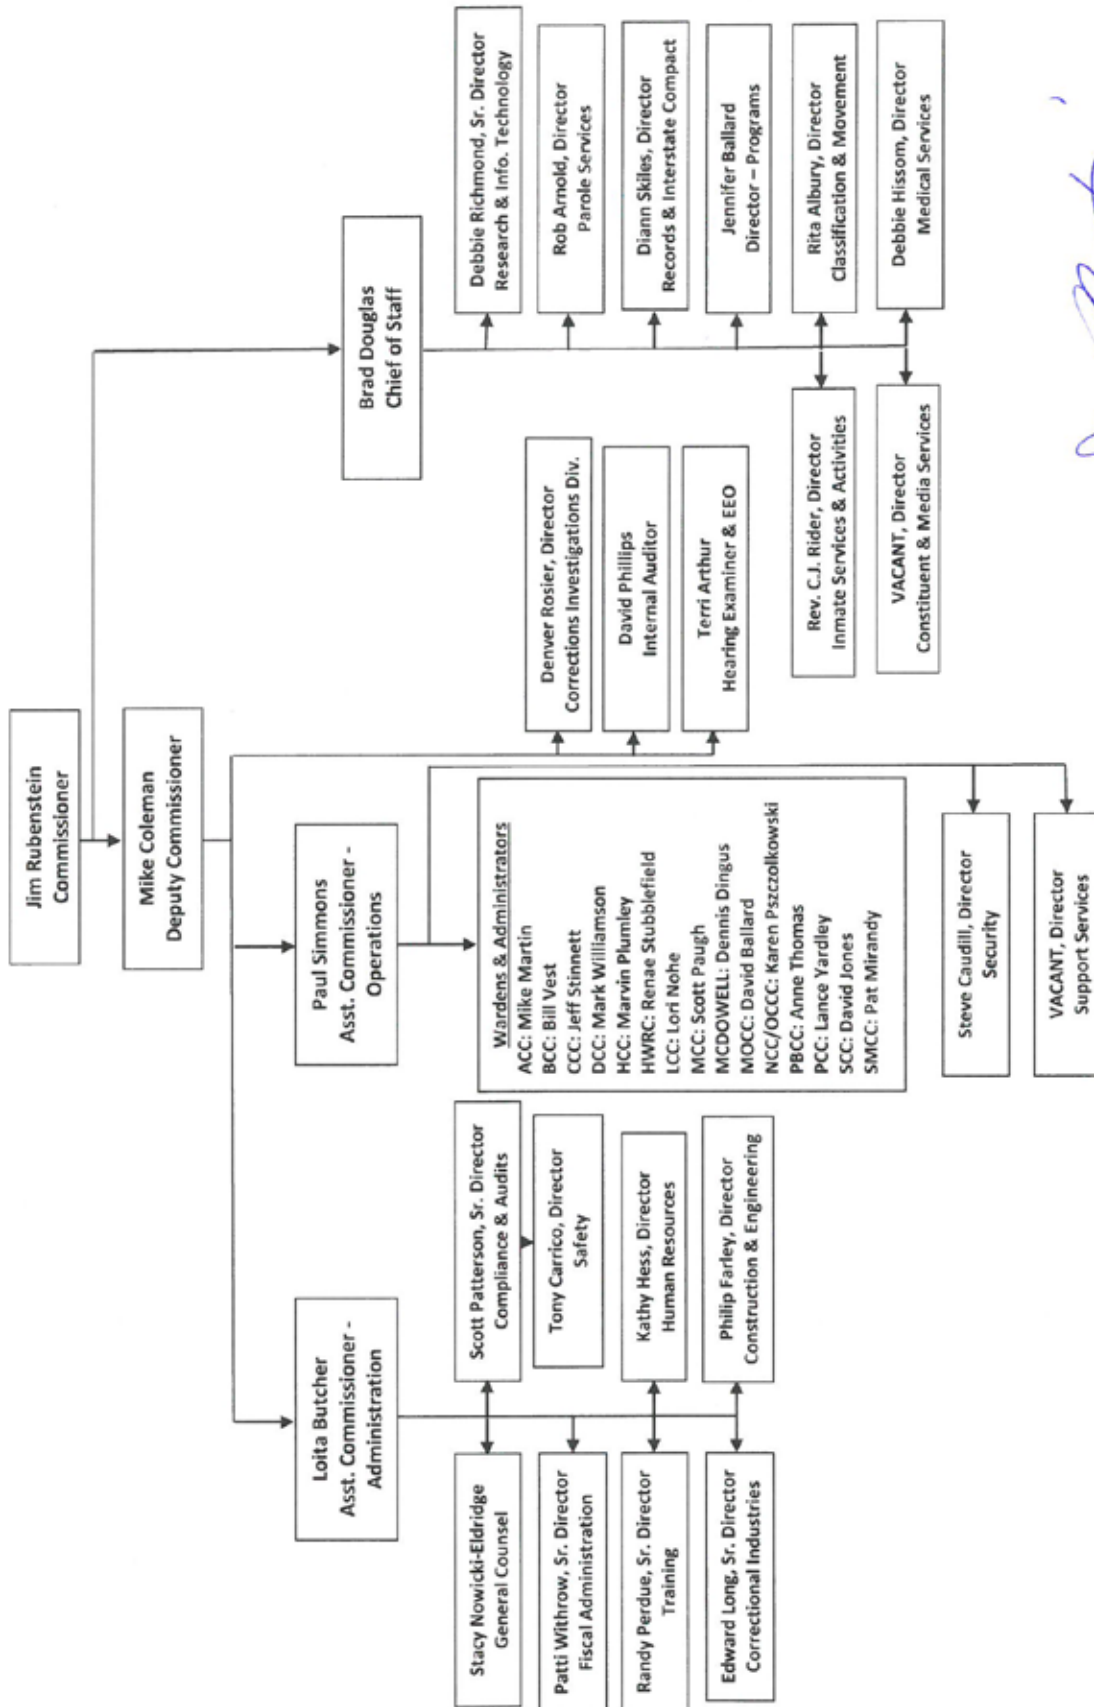 Jim Rubenstein
Commissioner
Mike Coleman
Deputy Commissioner
Loita Butcher
Asst. Commissioner -
Administration
Paul Simmons
Asst. Commissioner -
Operations
Brad Douglas
Chief of Staff
Stacy Nowicki-Eldridge
General Counsel
Patti Withrow, Sr. Director
Fiscal Administration
Randy Perdue, Sr. Director
Training
Edward Long, Sr. Director
Correctional Industries
Scott Patterson, Sr. Director
Compliance & Audits
Tony Carrico, Director
Safety
Kathy Hess, Director
Human Resources
Philip Farley, Director
Construction & Engineering
Wardens & Administrators
ACC: Mike Martin
BCC: Bill Vest
CCC: Jeff Stinnett
DCC: Mark Williamson
HCC: Marvin Plumley
HWRC: Renae Stubblefield
LCC: Lori Nohe
MCC: Scott Paugh
MCDOWELL: Dennis Dingus
MOCC: David Ballard
NCC/OCCC: Karen Pszczolkowski
PBCC: Anne Thomas
PCC: Lance Yardley
SCC: David Jones
SMCC: Pat Mirandy
Steve Caudill, Director
Security
VACANT, Director
Support Services
Denver Rosier, Director
Corrections Investigations Div.
David Phillips
Internal Auditor
Terri Arthur
Hearing Examiner & EEO
Rev. C.J. Rider, Director
Inmate Services & Activities
VACANT, Director
Constituent & Media Services
Debbie Richmond, Sr. Director
Research & Info. Technology
Rob Arnold, Director
Parole Services
Diann Skiles, Director
Records & Interstate Compact
Jennifer Ballard
Director – Programs
Rita Albury, Director
Classification & Movement
Debbie Hissom, Director
Medical Services